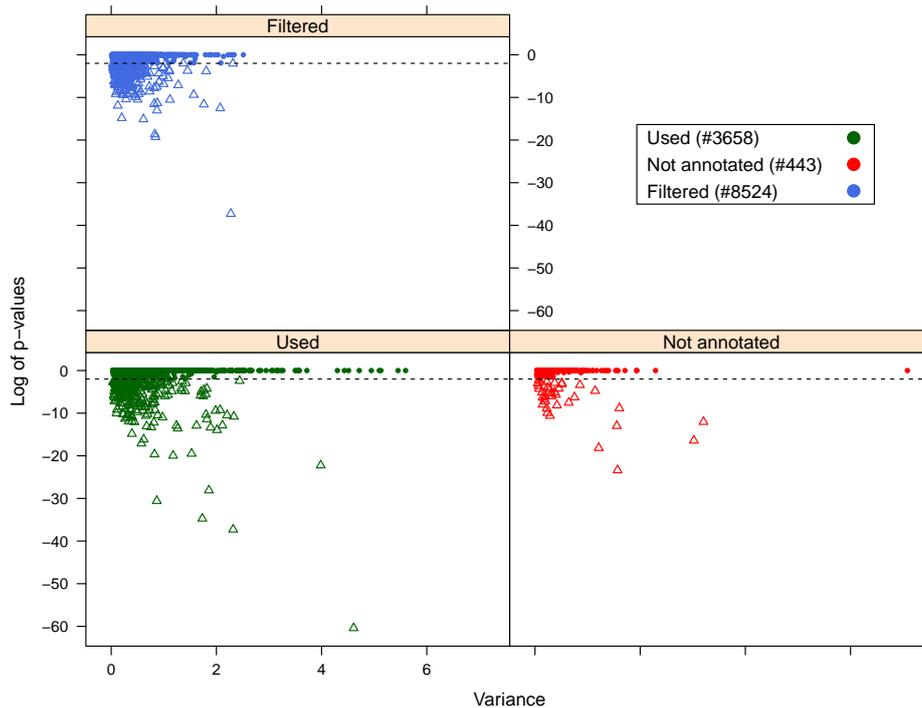 Filtered
0
−10
−20
−30
−40
−50
−60
Used (#3658)
Not annotated (#443)
Filtered (#8524)
Log of p−values
Used
Not annotated
0
−10
−20
−30
−40
−50
−60
0 2 4 6
Variance